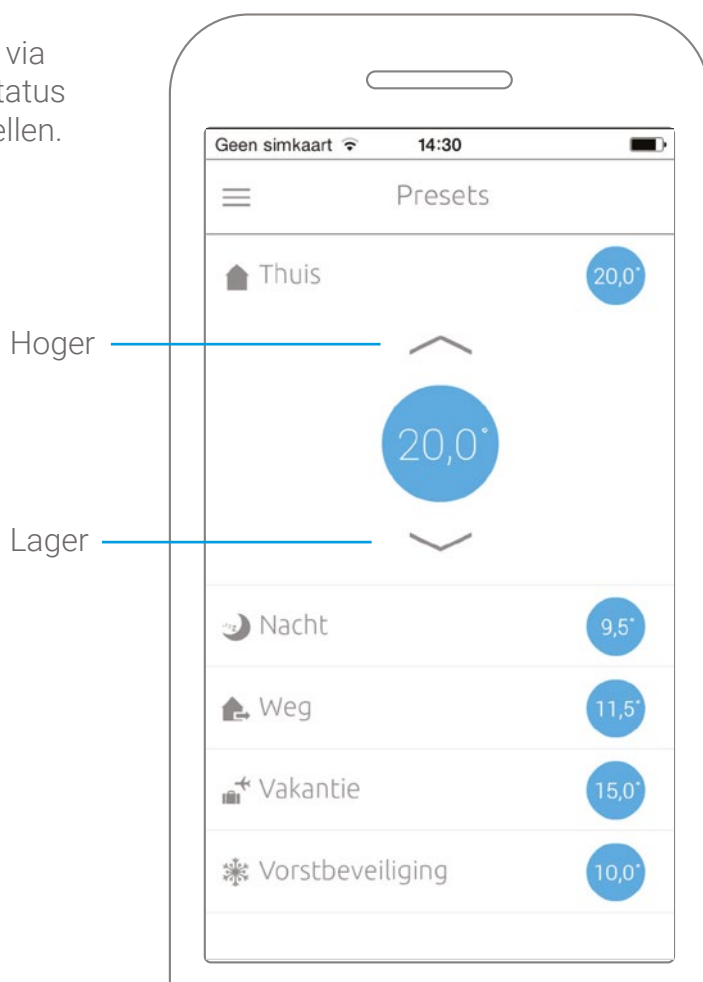 via
tatus
ellen.
Geen simkaart 14:30
Presets
Thuis 20,0°
Hoger
20,0°
Lager
Nacht 9,5°
Weg 11,5°
Vakantie 15,0°
Vorstbeveiliging 10,0°